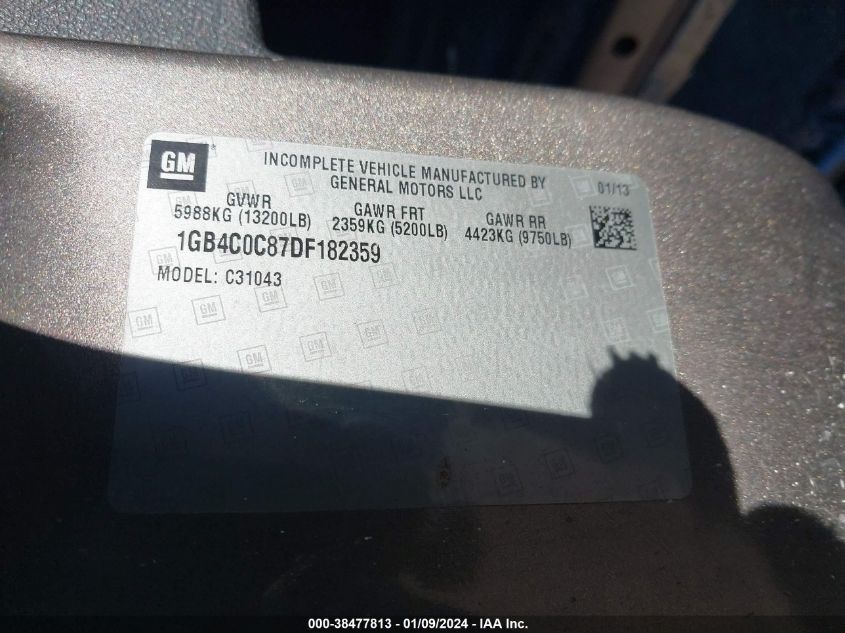 GM
INCOMPLETE VEHICLE MANUFACTURED BY
GENERAL MOTORS LLC
01/13
GVWR
5988KG (13200LB)
GAWR FRT
2359KG (5200LB)
GAWR RR
4423KG (9750LB)
1GB4C0C87DF182359
MODEL: C31043
000-38477813 - 01/09/2024 - IAA Inc.